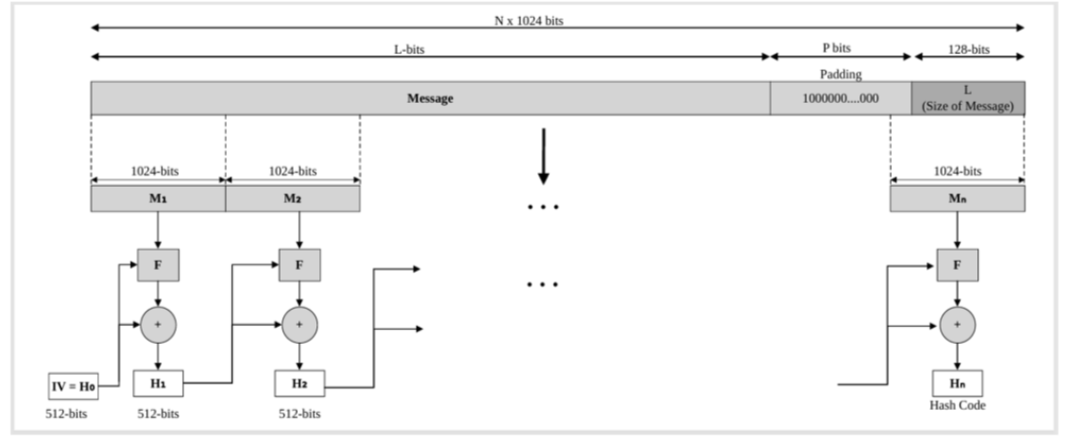 N x 1024 bits
L-bits
P bits
128-bits
Padding
Message
1000000....000
L
(Size of Message)
1024-bits
1024-bits
1024-bits
M₁
M₂
Mₙ
F
F
F
+
+
+
IV = H₀
H₁
H₂
Hₙ
512-bits
512-bits
512-bits
Hash Code